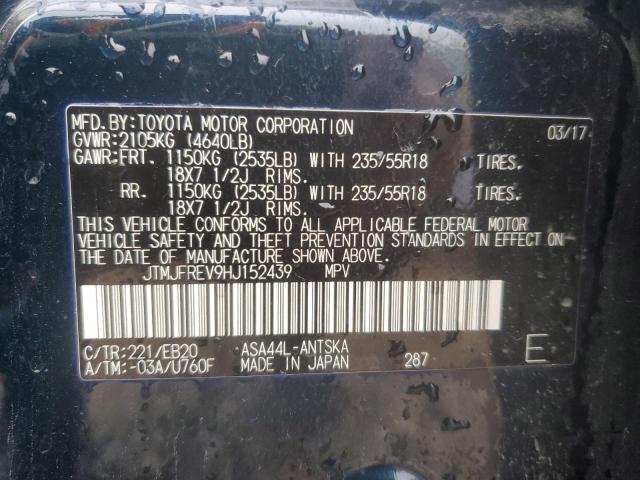 MFD.BY:TOYOTA MOTOR CORPORATION 03/17
GVWR:2105KG (4640LB)
GAWR:FRT. 1150KG (2535LB) WITH 235/55R18 TIRES.
18X7 1/2J RIMS.
RR. 1150KG (2535LB) WITH 235/55R18 TIRES.
18X7 1/2J RIMS.
THIS VEHICLE CONFORMS TO ALL APPLICABLE FEDERAL MOTOR
VEHICLE SAFETY AND THEFT PREVENTION STANDARDS IN EFFECT ON
THE DATE OF MANUFACTURE SHOWN ABOVE.
JTMJFREV9HJ152439 MPV
C/TR:221/EB20 ASA44L-ANTSKA
A/TM:-03A/U760F MADE IN JAPAN 287 E